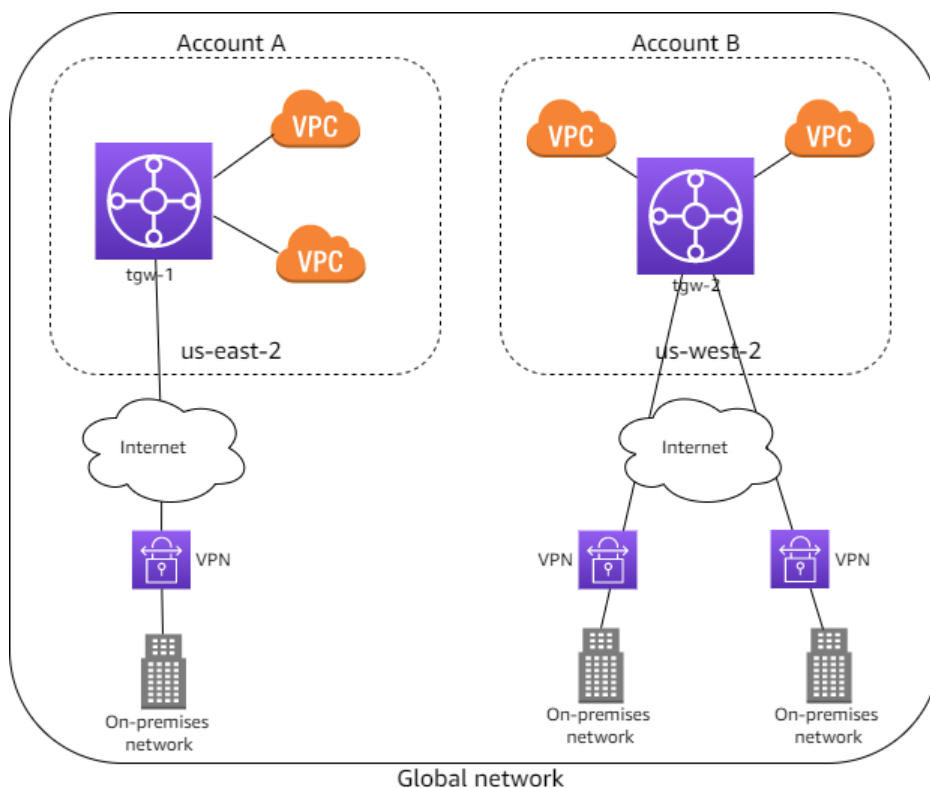 Account A
Account B
VPC
VPC
VPC
VPC
tgw-1
tgw-2
us-east-2
us-west-2
Internet
Internet
VPN
VPN
VPN
On-premises
network
On-premises
network
On-premises
network
Global network